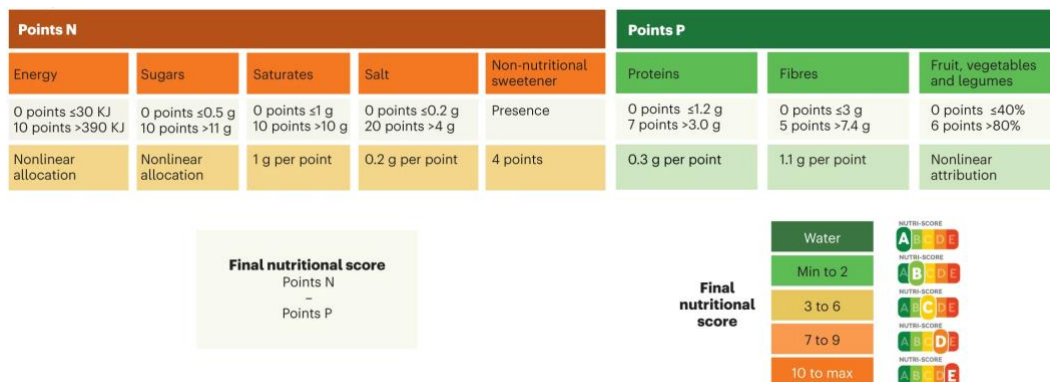 Points N
Points P
Energy
Sugars
Saturates
Salt
Non-nutritional
sweetener
Proteins
Fibres
Fruit, vegetables
and legumes
0 points ≤30 KJ
10 points >390 KJ
0 points ≤0.5 g
10 points >11 g
0 points ≤1 g
10 points >10 g
0 points ≤0.2 g
20 points >4 g
Presence
0 points ≤1.2 g
7 points >3.0 g
0 points ≤3 g
5 points >7.4 g
0 points ≤40%
6 points >80%
Nonlinear
allocation
Nonlinear
allocation
1 g per point
0.2 g per point
4 points
0.3 g per point
1.1 g per point
Nonlinear
attribution
Final nutritional score
Points N
–
Points P
Final
nutritional
score
Water
NUTRI-SCORE
A B C D E
Min to 2
NUTRI-SCORE
A B C D E
3 to 6
NUTRI-SCORE
A B C D E
7 to 9
NUTRI-SCORE
A B C D E
10 to max
NUTRI-SCORE
A B C D E